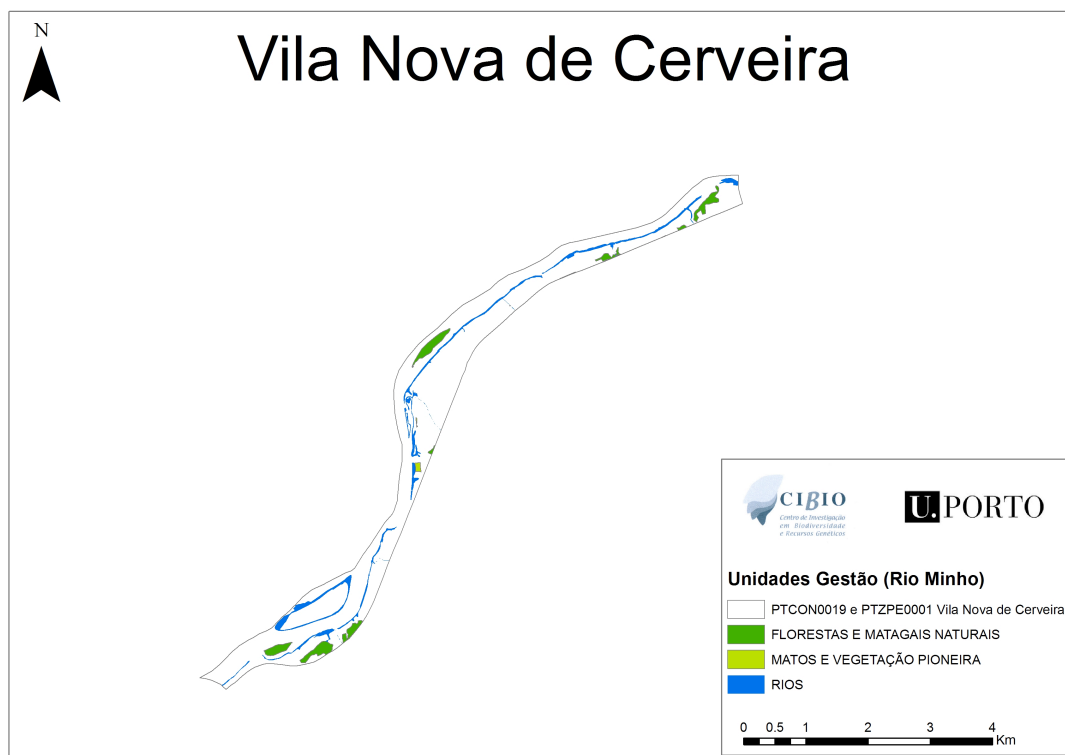 N
Vila Nova de Cerveira
CIBIO
Centro de Investigação
em Biodiversidade
e Recursos Genéticos
U.PORTO
Unidades Gestão (Rio Minho)
PTCON0019 e PTZPE0001 Vila Nova de Cerveira
FLORESTAS E MATAGAIS NATURAIS
MATOS E VEGETAÇÃO PIONEIRA
RIOS
0 0.5 1 2 3 4
Km